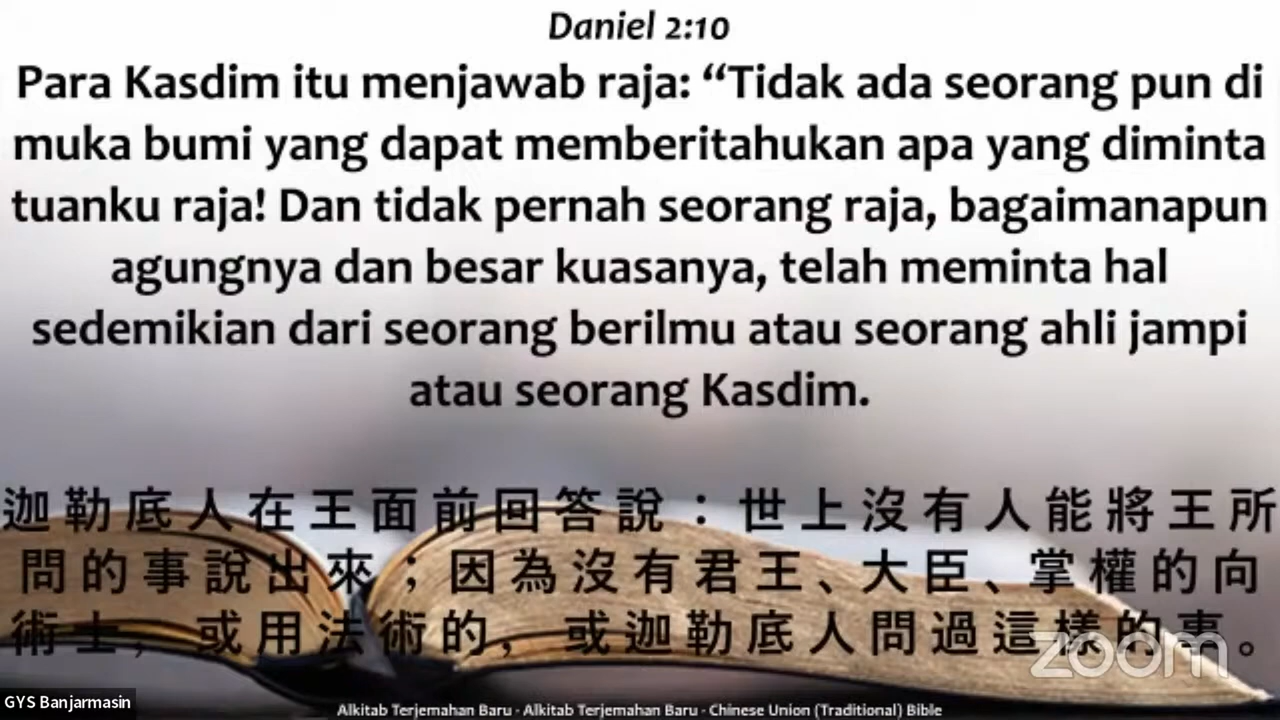 Daniel 2:10
Para Kasdim itu menjawab raja: “Tidak ada seorang pun di
muka bumi yang dapat memberitahukan apa yang diminta
tuanku raja! Dan tidak pernah seorang raja, bagaimanapun
agungnya dan besar kuasanya, telah meminta hal
sedemikian dari seorang berilmu atau seorang ahli jampi
atau seorang Kasdim.
迦勒底人在王面前回答說：世上沒有人能將王所
問的事說出來；因為沒有君王、大臣、掌權的向
術士，或用法術的，或迦勒底人問過這樣的事。
zoom
GYS Banjarmasin
Alkitab Terjemahan Baru - Alkitab Terjemahan Baru - Chinese Union (Traditional) Bible